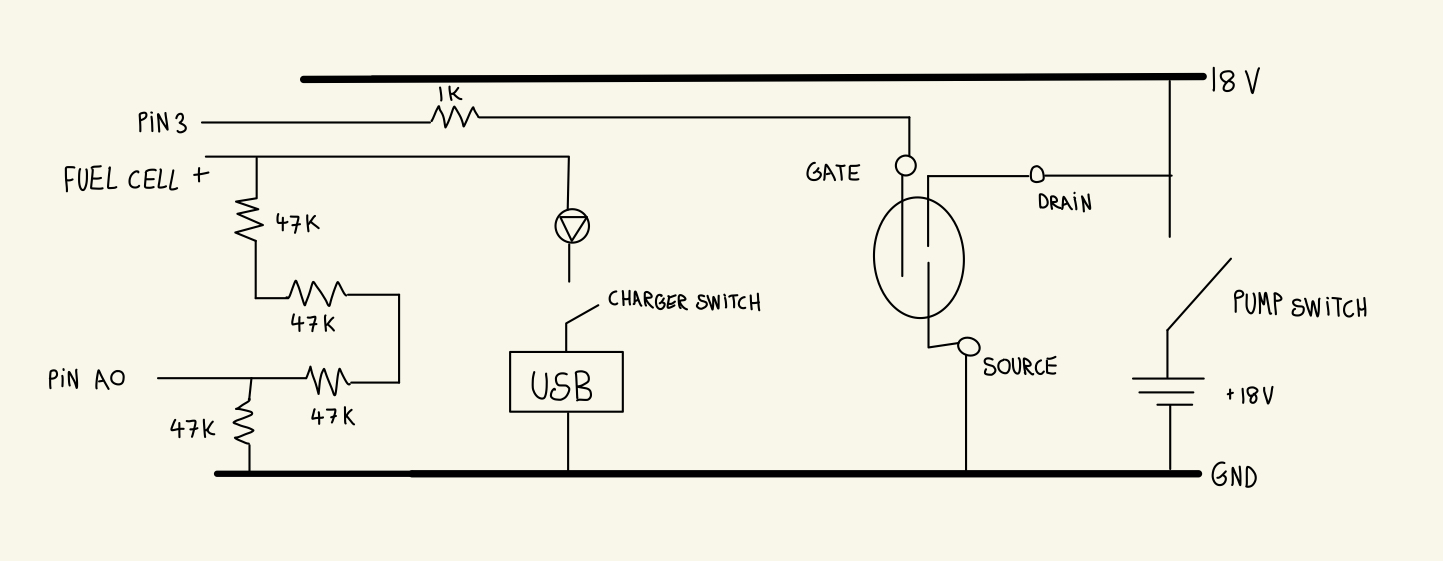 18 V
1K
PiN 3
FUEL CELL +
GATE
DRAiN
47K
CHARGER SWiTCH
PUMP SWiTCH
47K
SOURCE
PiN A0
USB
+18V
47K
47K
GND